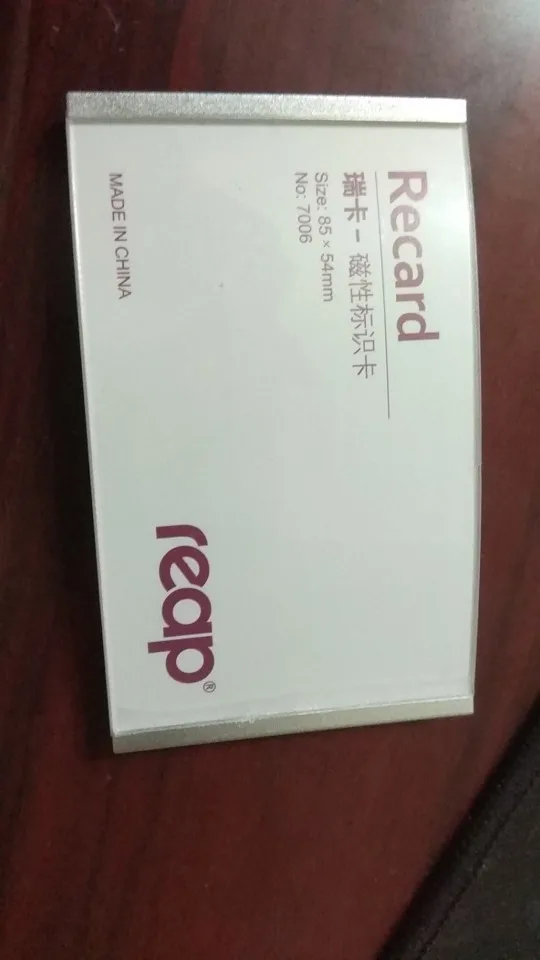 Recard
瑞卡 - 磁性标识卡
Size: 85 × 54mm
No: 7006
MADE IN CHINA
reap®